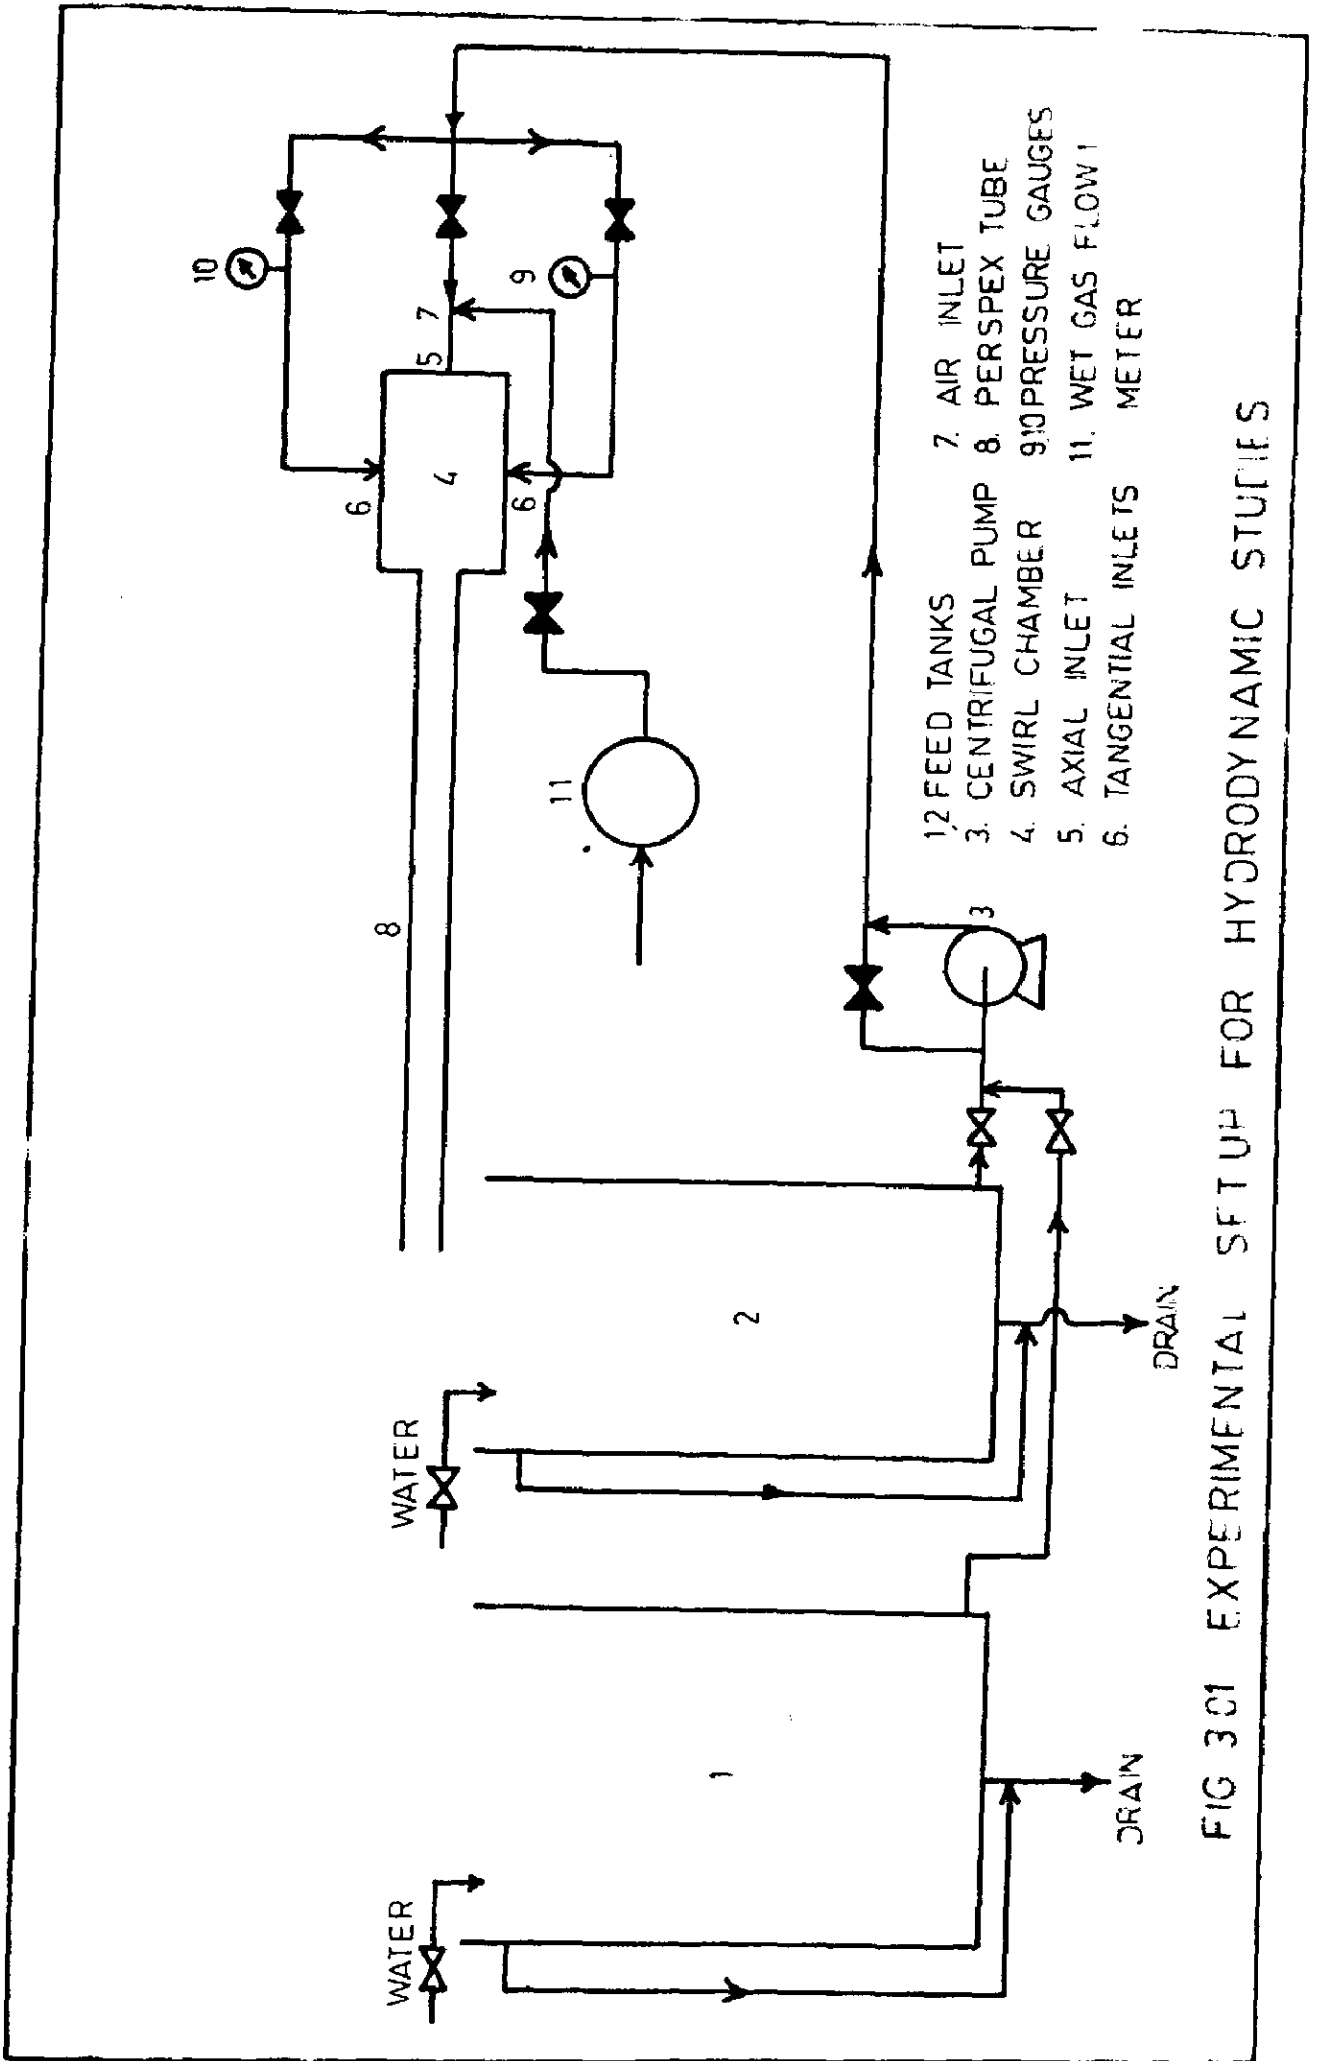 10
9
7
5
6
4
6
11
8
WATER
WATER
2
1
3
1,2 FEED TANKS
3. CENTRIFUGAL PUMP
4. SWIRL CHAMBER
5. AXIAL INLET
6. TANGENTIAL INLETS
7. AIR INLET
8. PERSPEX TUBE
9,10 PRESSURE GAUGES
11. WET GAS FLOW
METER
DRAIN
DRAIN
FIG 3.01 EXPERIMENTAL SETUP FOR HYDRODYNAMIC STUDIES